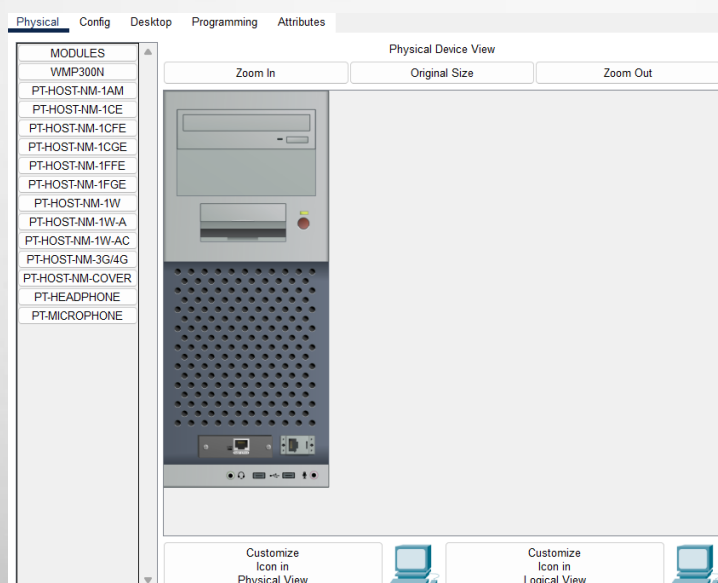 Physical Config Desktop Programming Attributes
MODULES
WMP300N
PT-HOST-NM-1AM
PT-HOST-NM-1CE
PT-HOST-NM-1CFE
PT-HOST-NM-1CGE
PT-HOST-NM-1FFE
PT-HOST-NM-1FGE
PT-HOST-NM-1W
PT-HOST-NM-1W-A
PT-HOST-NM-1W-AC
PT-HOST-NM-3G/4G
PT-HOST-NM-COVER
PT-HEADPHONE
PT-MICROPHONE
Physical Device View
Zoom In Original Size Zoom Out
Customize
Icon in
Physical View
Customize
Icon in
Logical View